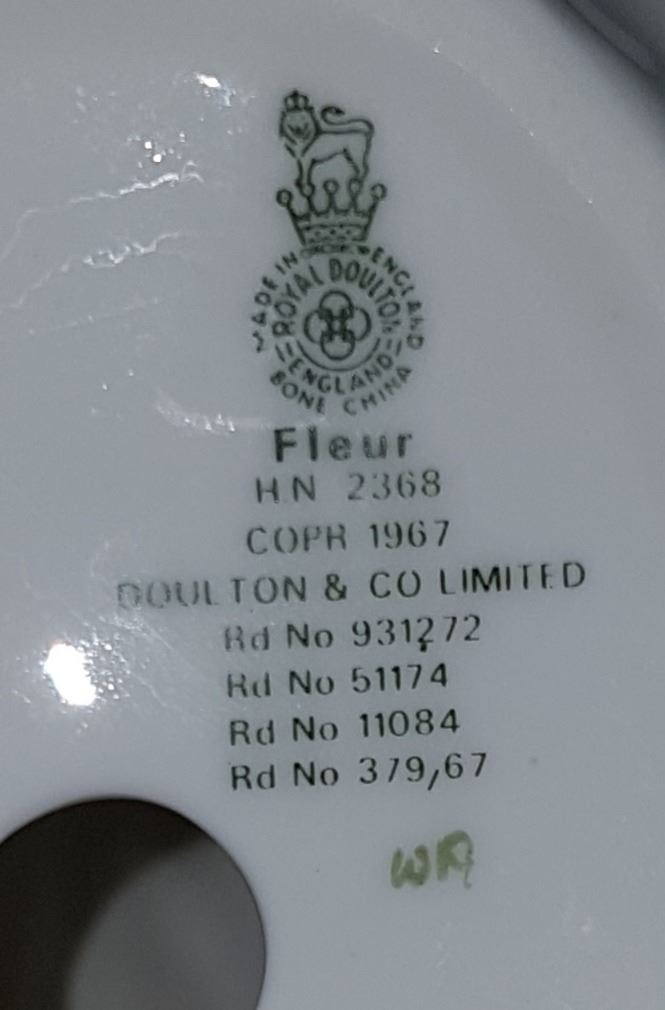 MADE IN ENGLAND
ROYAL DOULTON
ENGLAND
BONE CHINA
Fleur
HN 2368
COPR 1967
DOULTON & CO LIMITED
Rd No 931272
Rd No 51174
Rd No 11084
Rd No 379/67
WA